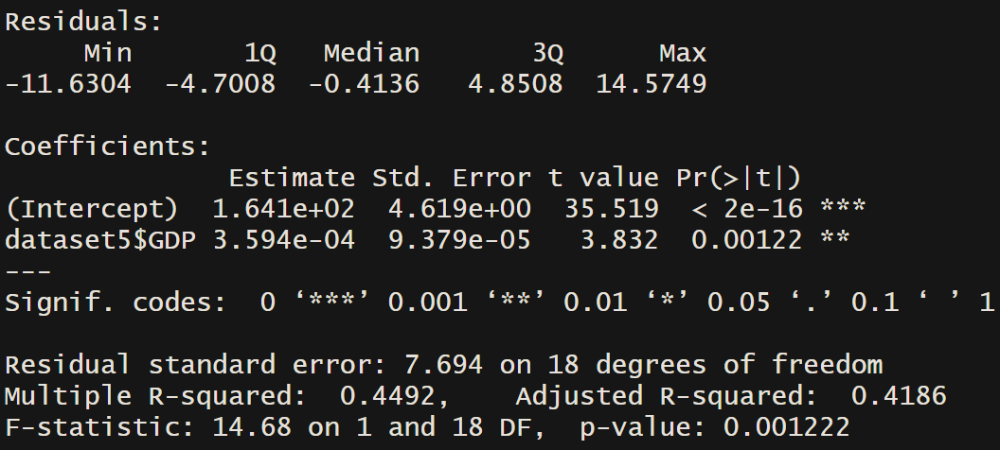 Residuals:
     Min       1Q   Median       3Q      Max
-11.6304  -4.7008  -0.4136   4.8508  14.5749

Coefficients:
              Estimate Std. Error t value Pr(>|t|)
(Intercept)  1.641e+02  4.619e+00  35.519  < 2e-16 ***
dataset5$GDP 3.594e-04  9.379e-05   3.832  0.00122 **
---
Signif. codes:  0 ‘***’ 0.001 ‘**’ 0.01 ‘*’ 0.05 ‘.’ 0.1 ‘ ’ 1

Residual standard error: 7.694 on 18 degrees of freedom
Multiple R-squared:  0.4492,    Adjusted R-squared:  0.4186
F-statistic: 14.68 on 1 and 18 DF,  p-value: 0.001222